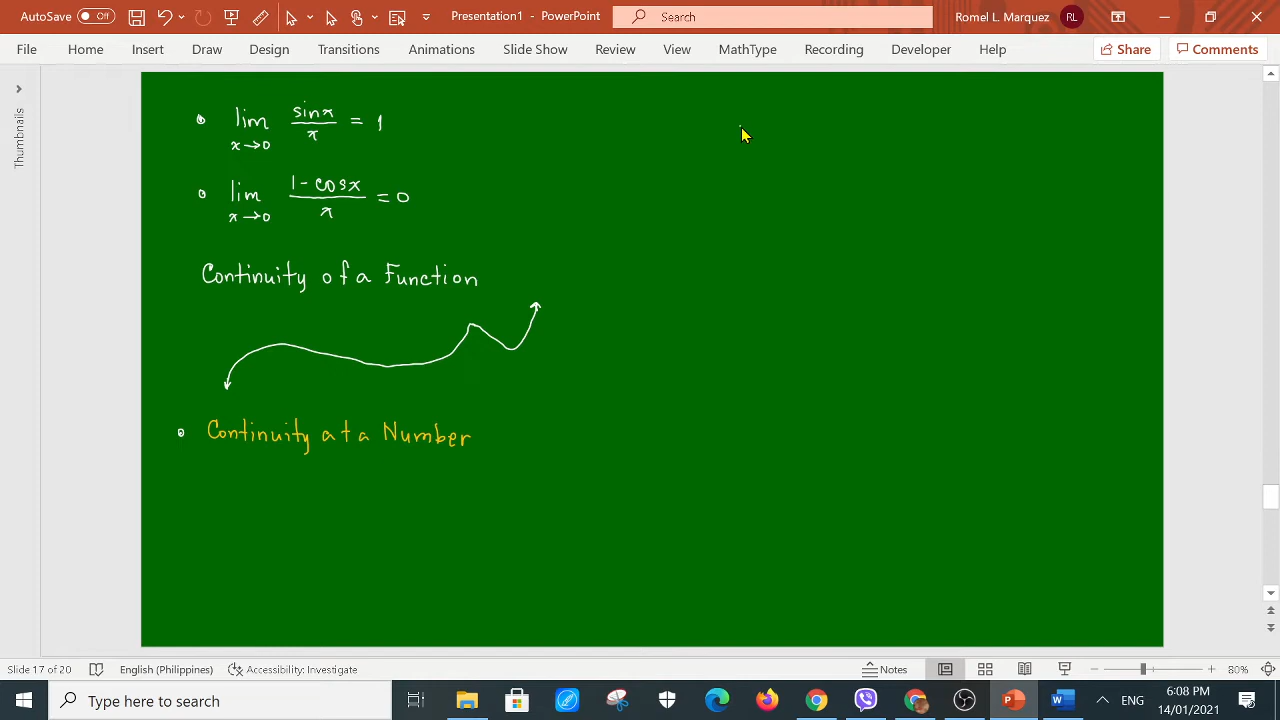 AutoSave Off Presentation1 - PowerPoint Search Romel L. Marquez RL
File Home Insert Draw Design Transitions Animations Slide Show Review View MathType Recording Developer Help Share Comments
Thumbnails
• lim x→0 sinx/x = 1
• lim x→0 1-cosx/x = 0
Continuity of a Function
• Continuity at a Number
Slide 17 of 20 English (Philippines) Accessibility: Investigate Notes 80%
Type here to search ENG 6:08 PM
14/01/2021